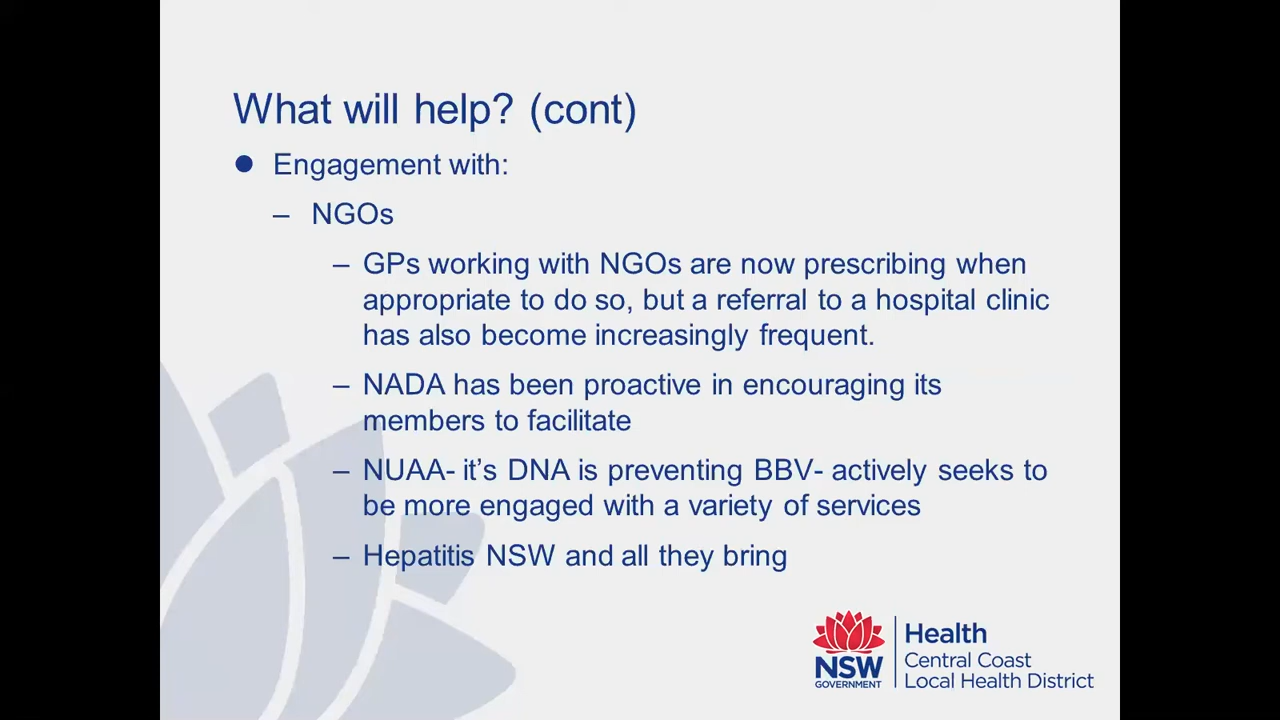 What will help? (cont)
● Engagement with:
– NGOs
– GPs working with NGOs are now prescribing when
appropriate to do so, but a referral to a hospital clinic
has also become increasingly frequent.
– NADA has been proactive in encouraging its
members to facilitate
– NUAA- it’s DNA is preventing BBV- actively seeks to
be more engaged with a variety of services
– Hepatitis NSW and all they bring
NSW
GOVERNMENT
Health
Central Coast
Local Health District